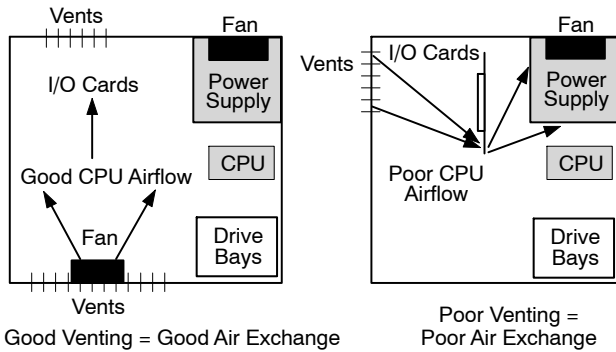 Vents
Fan
I/O Cards
Power
Supply
Good CPU Airflow
CPU
Fan
Drive
Bays
Vents
Good Venting = Good Air Exchange
Fan
I/O Cards
Vents
Power
Supply
Poor CPU
Airflow
CPU
Drive
Bays
Poor Venting =
Poor Air Exchange